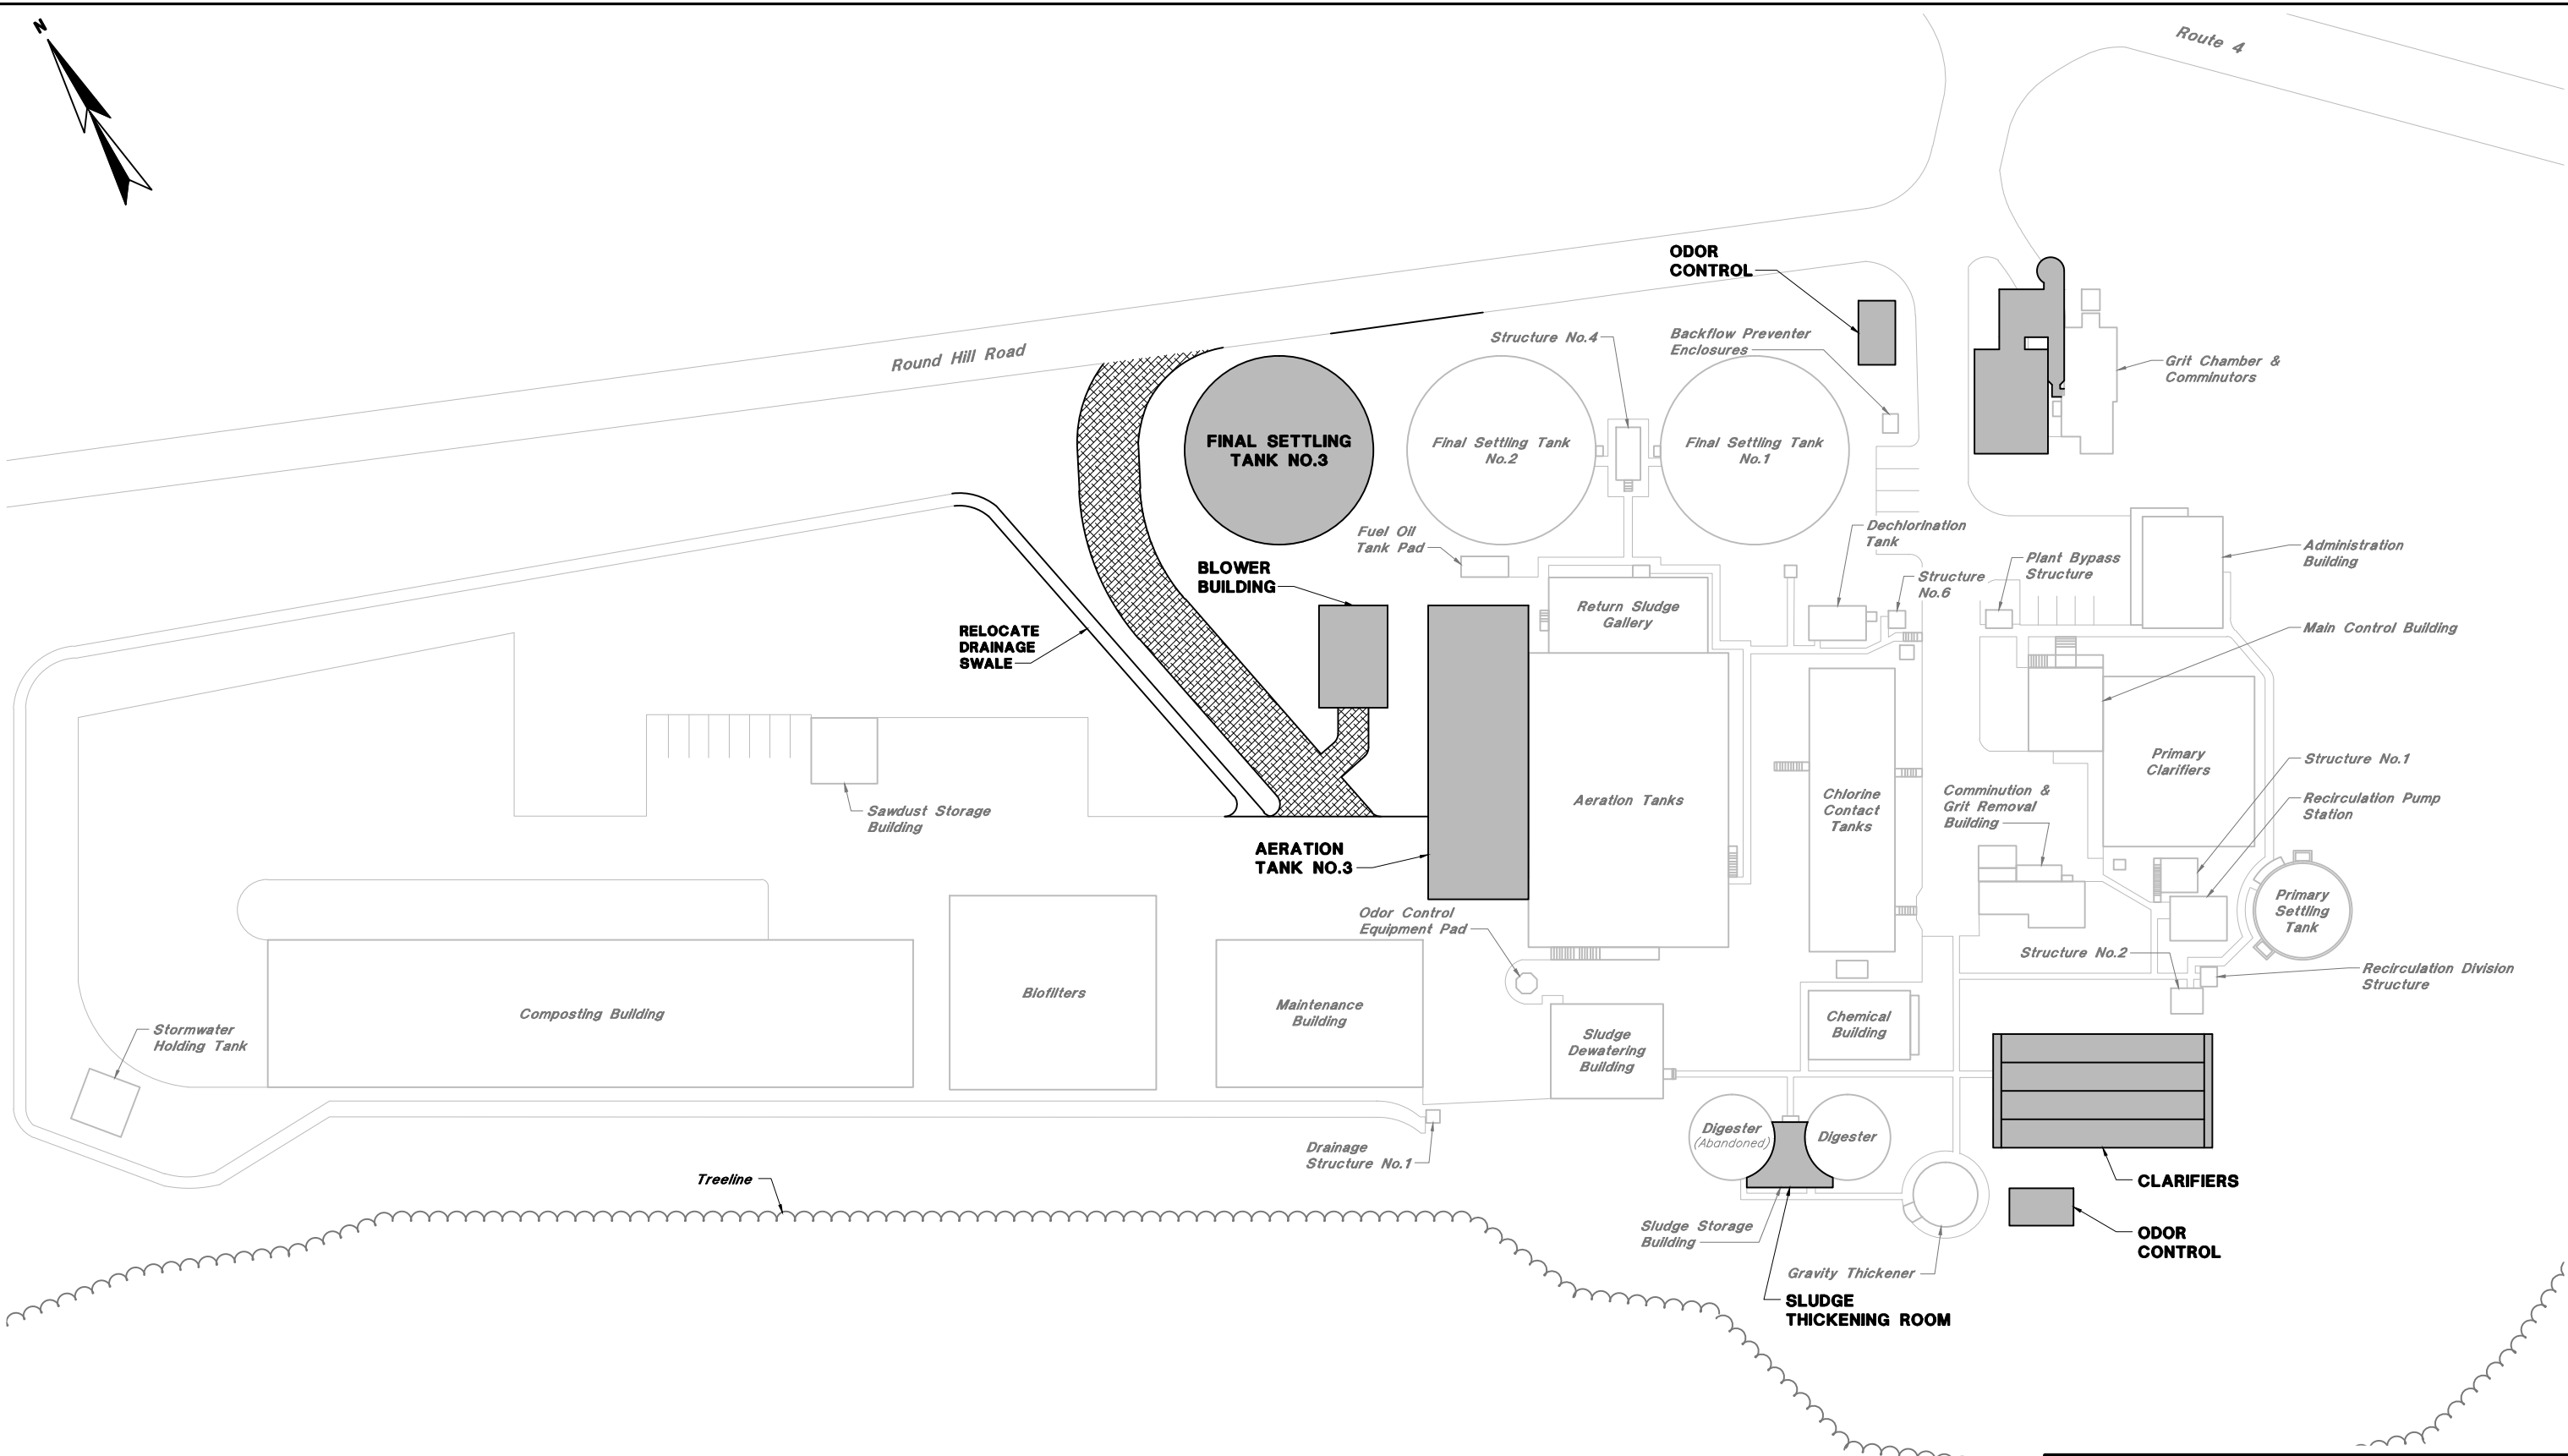 N
Route 4
ODOR
CONTROL
Structure No.4
Backflow Preventer
Enclosures
Round Hill Road
Grit Chamber &
Comminutors
FINAL SETTLING
TANK NO.3
Final Settling Tank
No.2
Final Settling Tank
No.1
Fuel Oil
Tank Pad
Dechlorination
Tank
Administration
Building
BLOWER
BUILDING
Plant Bypass
Structure
Structure
No.6
Return Sludge
Gallery
RELOCATE
DRAINAGE
SWALE
Main Control Building
Primary
Clarifiers
Structure No.1
Recirculation Pump
Station
Comminution &
Grit Removal
Building
Chlorine
Contact
Tanks
Aeration Tanks
Sawdust Storage
Building
AERATION
TANK NO.3
Primary
Settling
Tank
Odor Control
Equipment Pad
Structure No.2
Recirculation Division
Structure
Biofilters
Composting Building
Maintenance
Building
Chemical
Building
Sludge
Dewatering
Building
Stormwater
Holding Tank
Digester
(Abandoned)
Digester
Drainage
Structure No.1
Treeline
CLARIFIERS
Sludge Storage
Building
ODOR
CONTROL
Gravity Thickener
SLUDGE
THICKENING ROOM